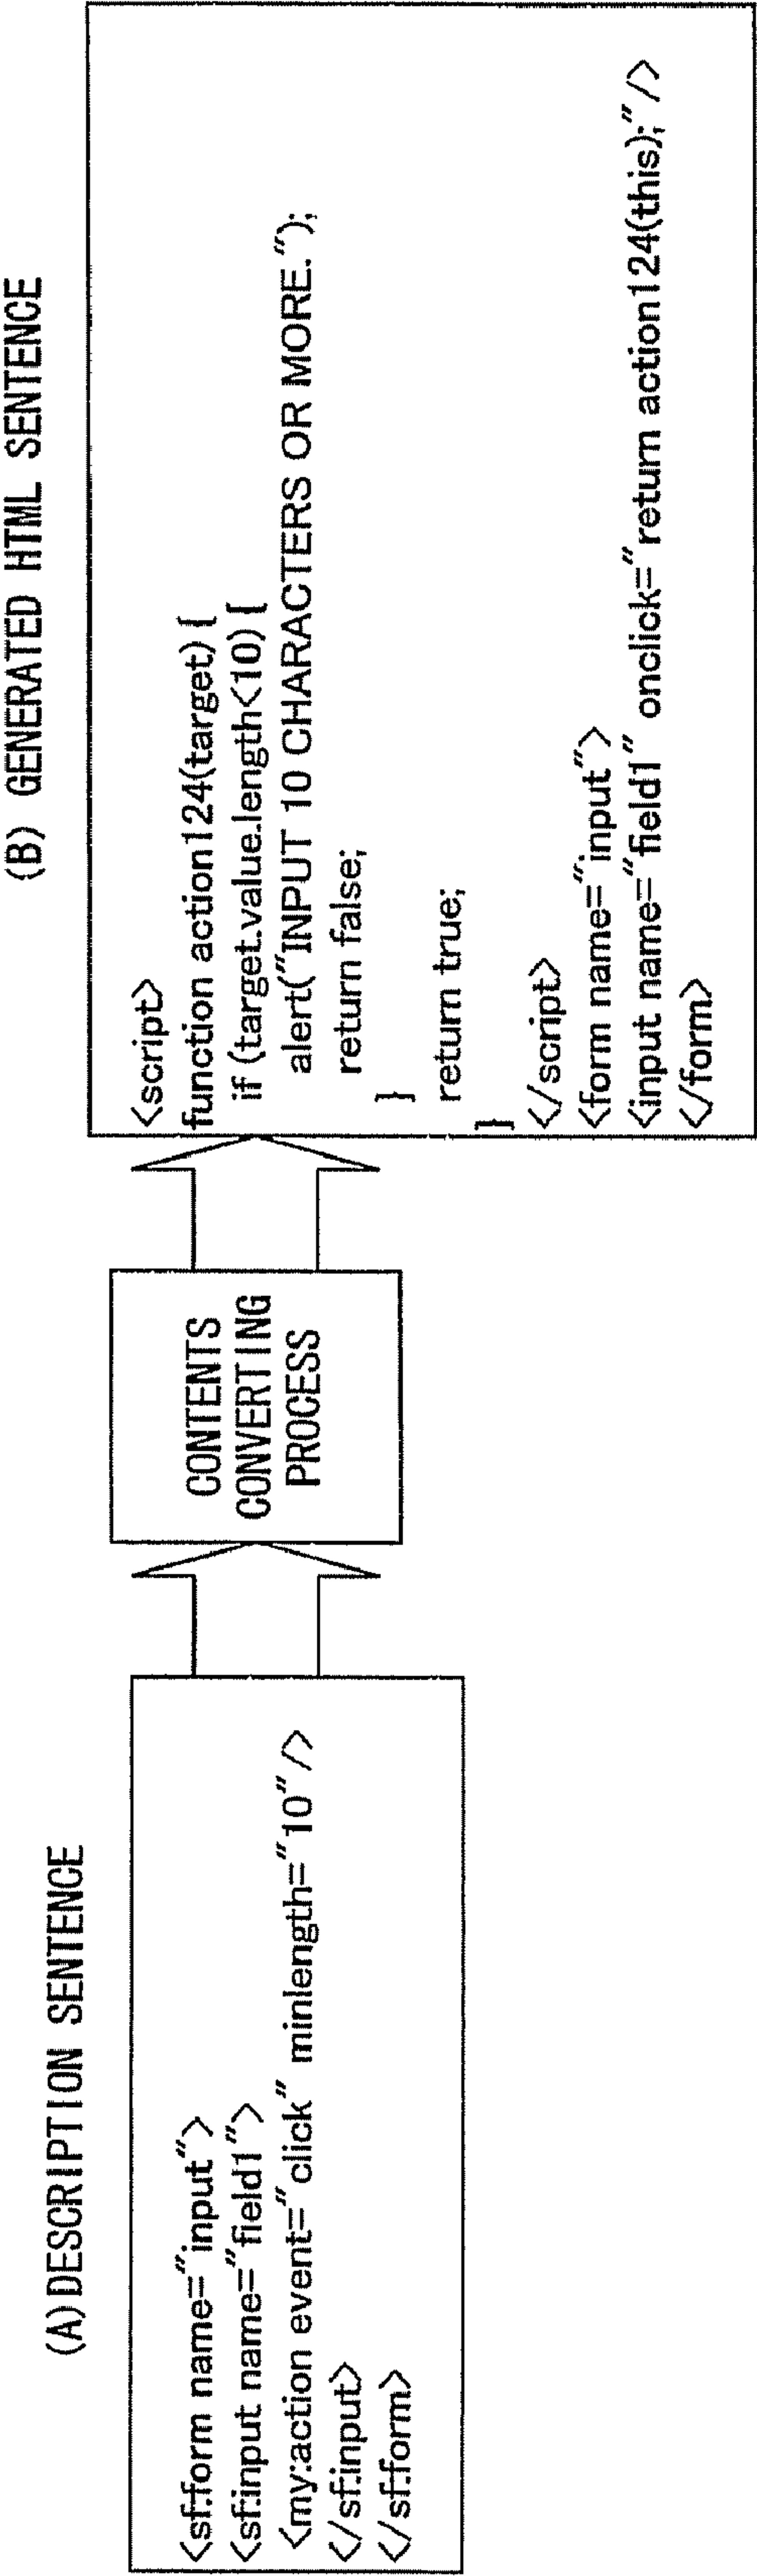 (A) DESCRIPTION SENTENCE
<sf:form name="input">
<sf:input name="field1">
<my:action event="click" minlength="10"/>
</sf:input>
</sf:form>
CONTENTS
CONVERTING
PROCESS
(B) GENERATED HTML SENTENCE
<script>
function action124(target) {
if (target.value.length<10) {
alert("INPUT 10 CHARACTERS OR MORE.");
return false;
}
return true;
}
</script>
<form name="input">
<input name="field1" onclick="return action124(this);"/>
</form>